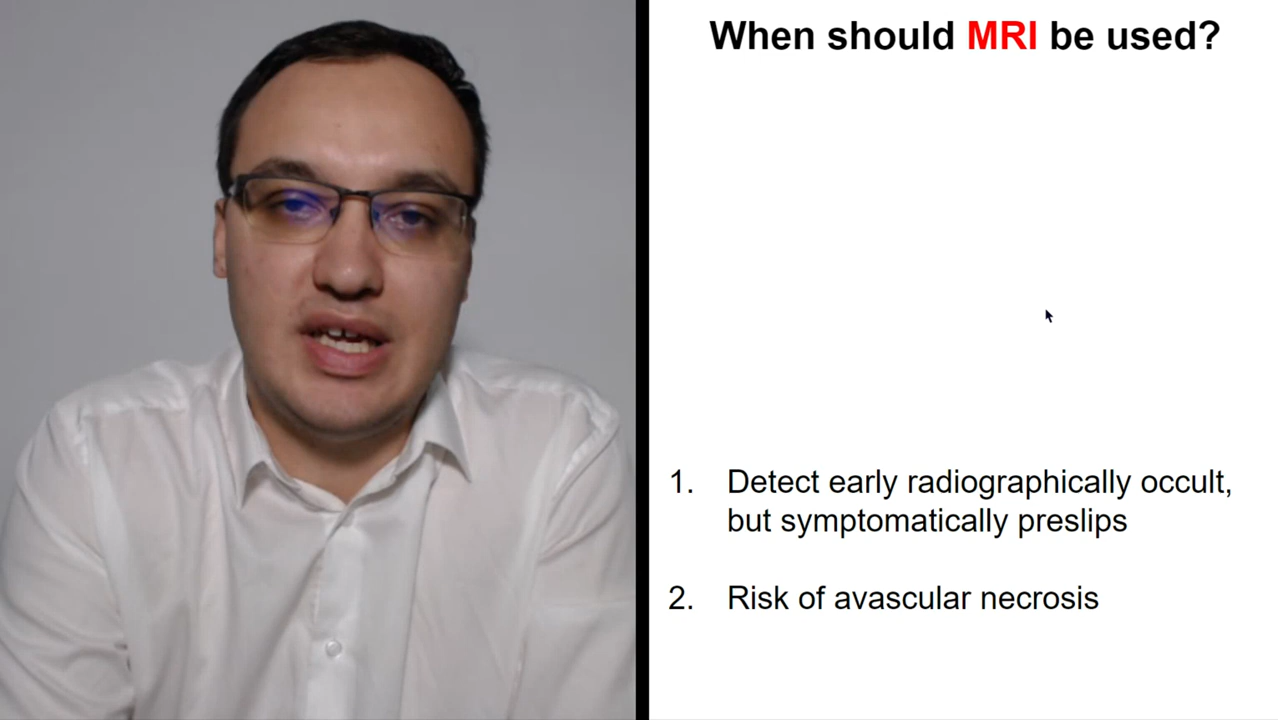 When should MRI be used?
1. Detect early radiographically occult,
but symptomatically preslips
2. Risk of avascular necrosis